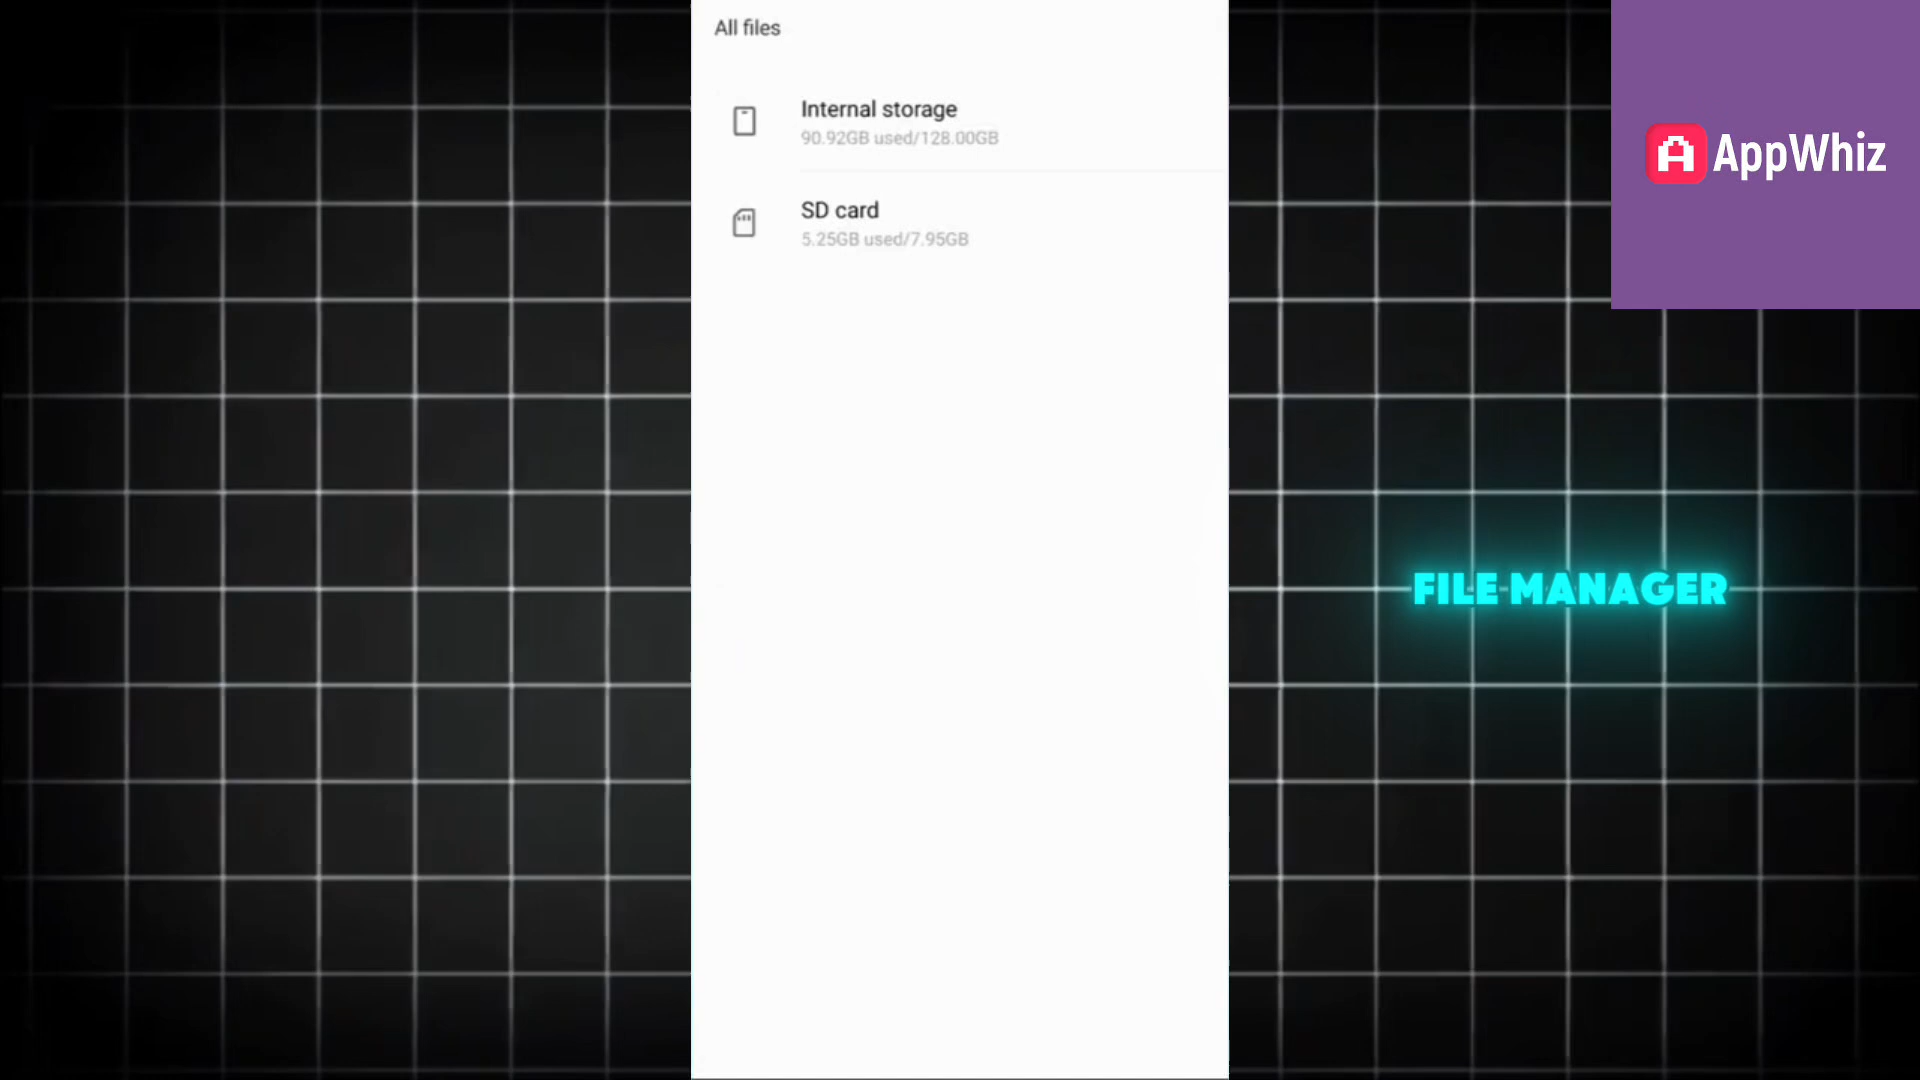 All files
Internal storage
90.92GB used/128.00GB
SD card
5.25GB used/7.95GB
AppWhiz
FILE MANAGER